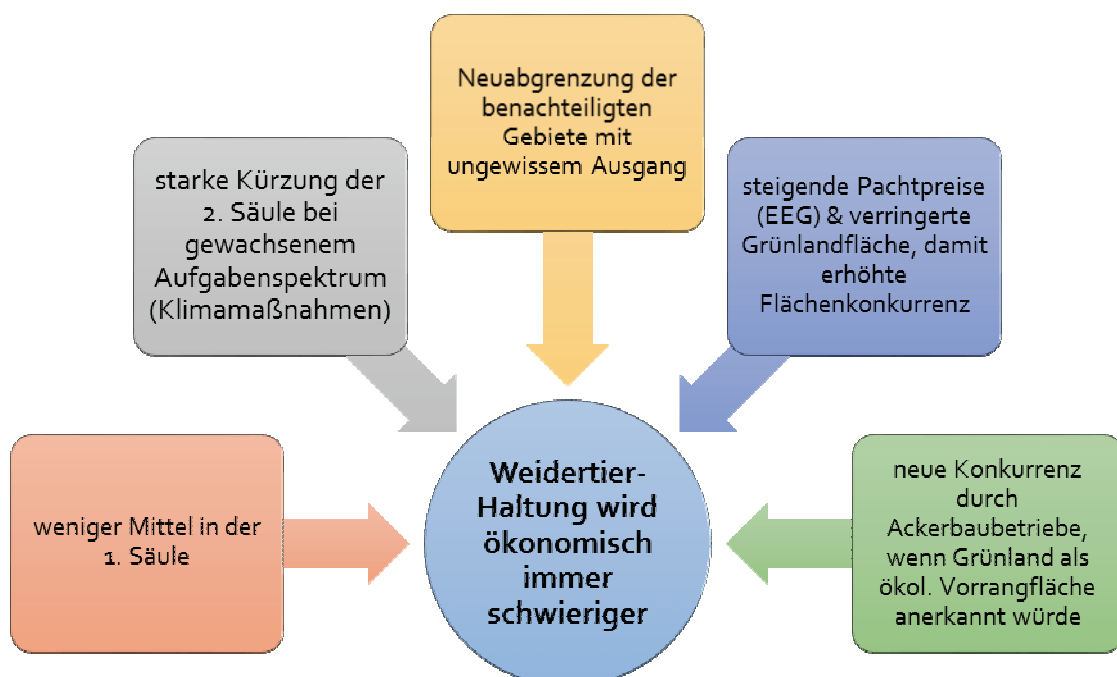 weniger Mittel in der
1. Säule
starke Kürzung der
2. Säule bei
gewachsenem
Aufgabenspektrum
(Klimamaßnahmen)
Neuabgrenzung der
benachteiligten
Gebiete mit
ungewissem Ausgang
steigende Pachtpreise
(EEG) & verringerte
Grünlandfläche, damit
erhöhte
Flächenkonkurrenz
neue Konkurrenz
durch
Ackerbaubetriebe,
wenn Grünland als
ökol. Vorrangfläche
anerkannt würde
Weidertier-
Haltung wird
ökonomisch
immer
schwieriger